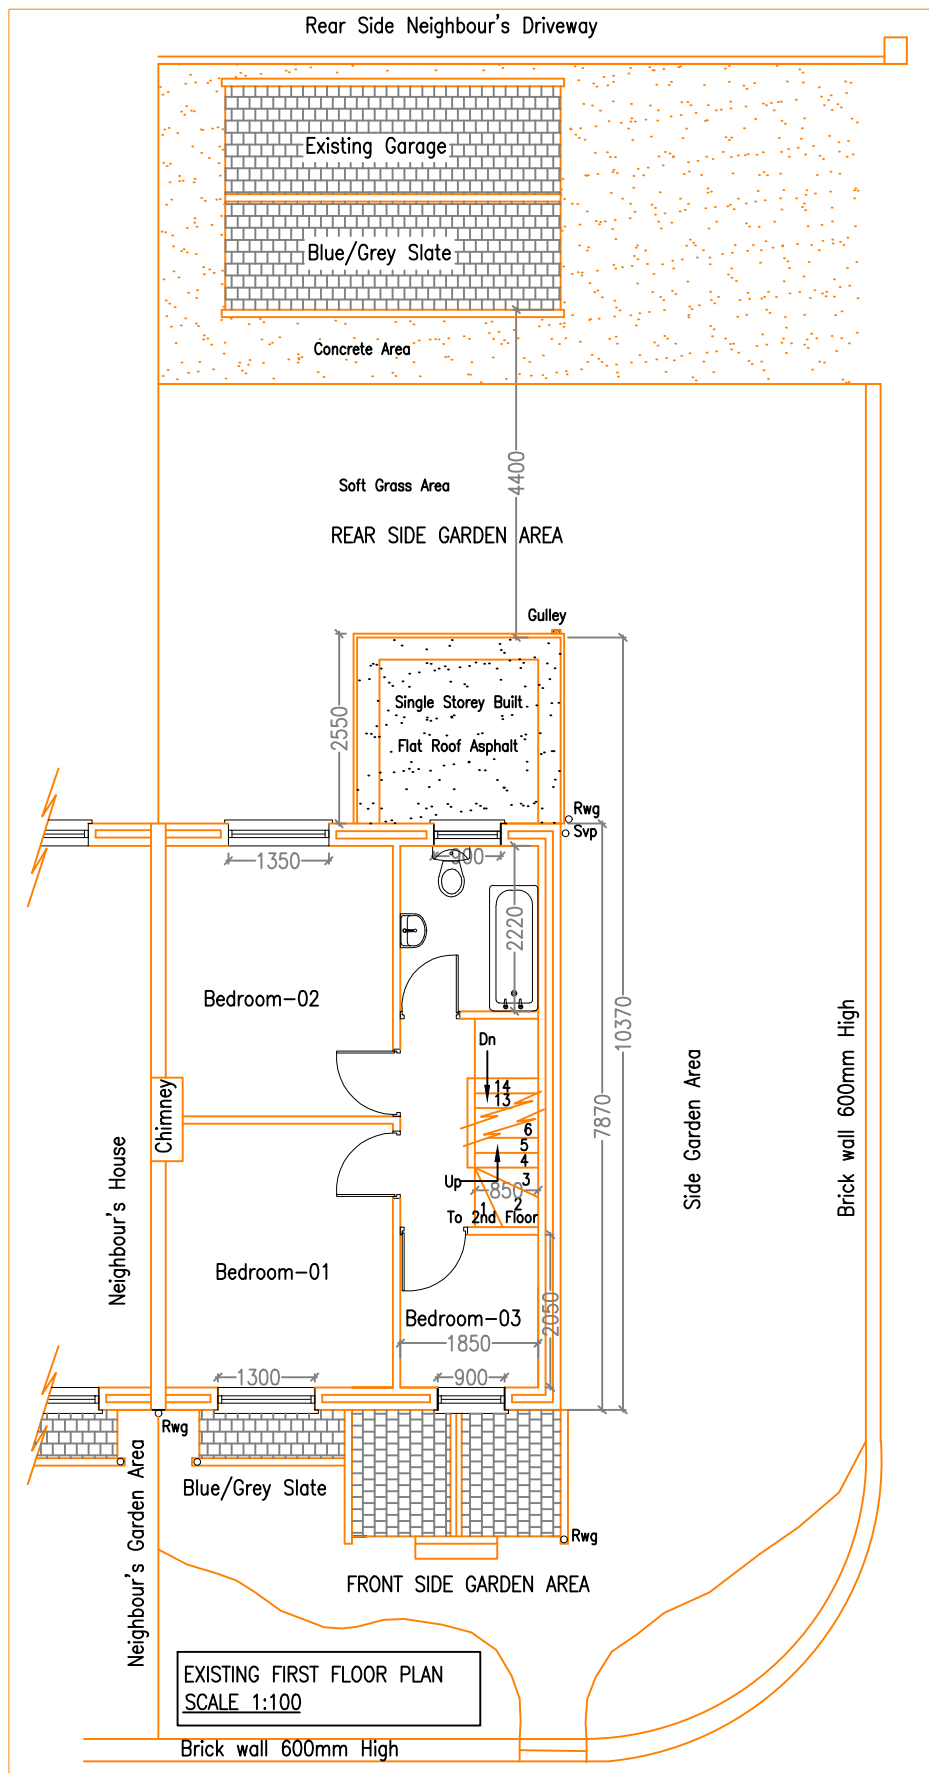 Rear Side Neighbour's Driveway
Existing Garage
Blue/Grey Slate
Concrete Area
4400
Soft Grass Area
REAR SIDE GARDEN AREA
Gulley
2550
Single Storey Built
Flat Roof Asphalt
Rwg
Svp
1350
900
2220
Bedroom-02
10370
7870
Dn
14
13
6
5
4
3
2
1
Up
850
To 2nd Floor
Chimney
Neighbour's House
Side Garden Area
Brick wall 600mm High
Bedroom-01
Bedroom-03
2050
1850
1300
900
Rwg
Blue/Grey Slate
Neighbour's Garden Area
Rwg
FRONT SIDE GARDEN AREA
EXISTING FIRST FLOOR PLAN
SCALE 1:100
Brick wall 600mm High